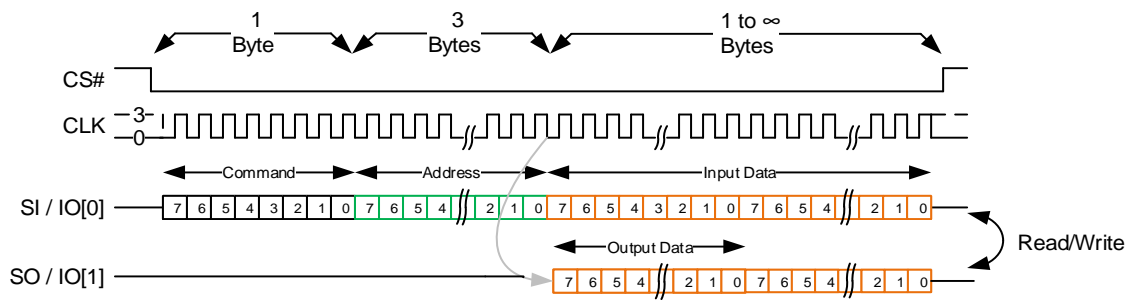 1 Byte
3 Bytes
1 to ∞ Bytes
CS#
CLK
3
0
Command
Address
Input Data
SI / IO[0]
7 6 5 4 3 2 1 0 7 6 5 4 2 1 0 7 6 5 4 3 2 1 0 7 6 5 4 2 1 0
Output Data
Read/Write
SO / IO[1]
7 6 5 4 2 1 0 7 6 5 4 2 1 0